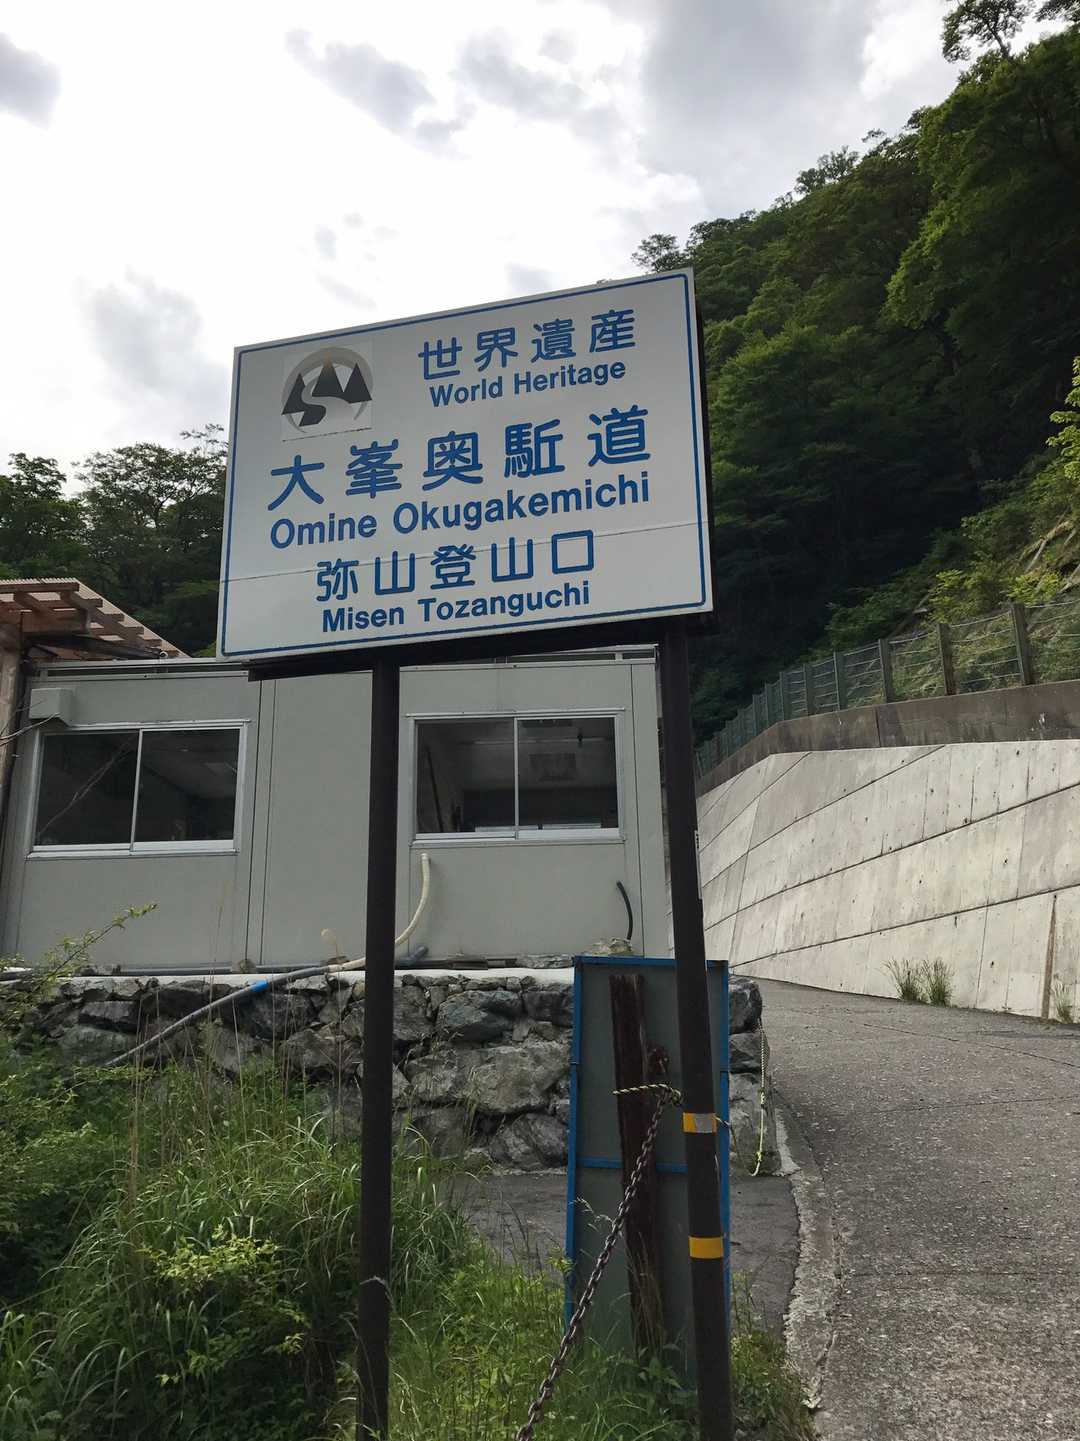 世界遺産
World Heritage
大峯奥駈道
Omine Okugakemichi
弥山登山口
Misen Tozanguchi